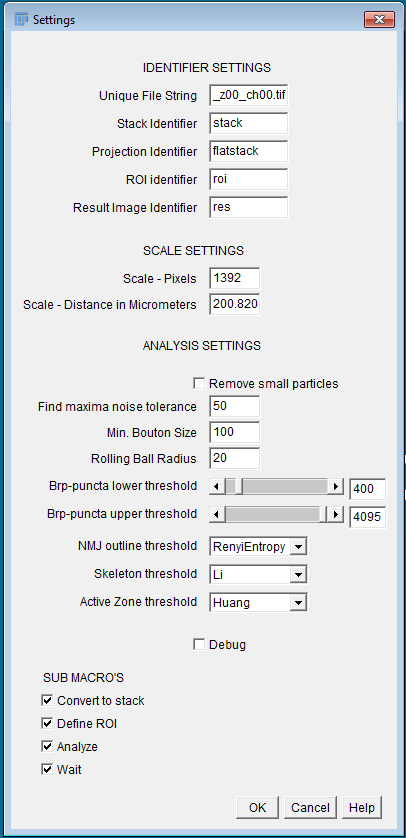 Settings
IDENTIFIER SETTINGS
Unique File String _z00_ch00.tif
Stack Identifier stack
Projection Identifier flatstack
ROI identifier roi
Result Image Identifier res
SCALE SETTINGS
Scale - Pixels 1392
Scale - Distance in Micrometers 200.820
ANALYSIS SETTINGS
Remove small particles
Find maxima noise tolerance 50
Min. Bouton Size 100
Rolling Ball Radius 20
Brp-puncta lower threshold 400
Brp-puncta upper threshold 4095
NMJ outline threshold RenyiEntropy
Skeleton threshold Li
Active Zone threshold Huang
Debug
SUB MACRO'S
Convert to stack
Define ROI
Analyze
Wait
OK Cancel Help